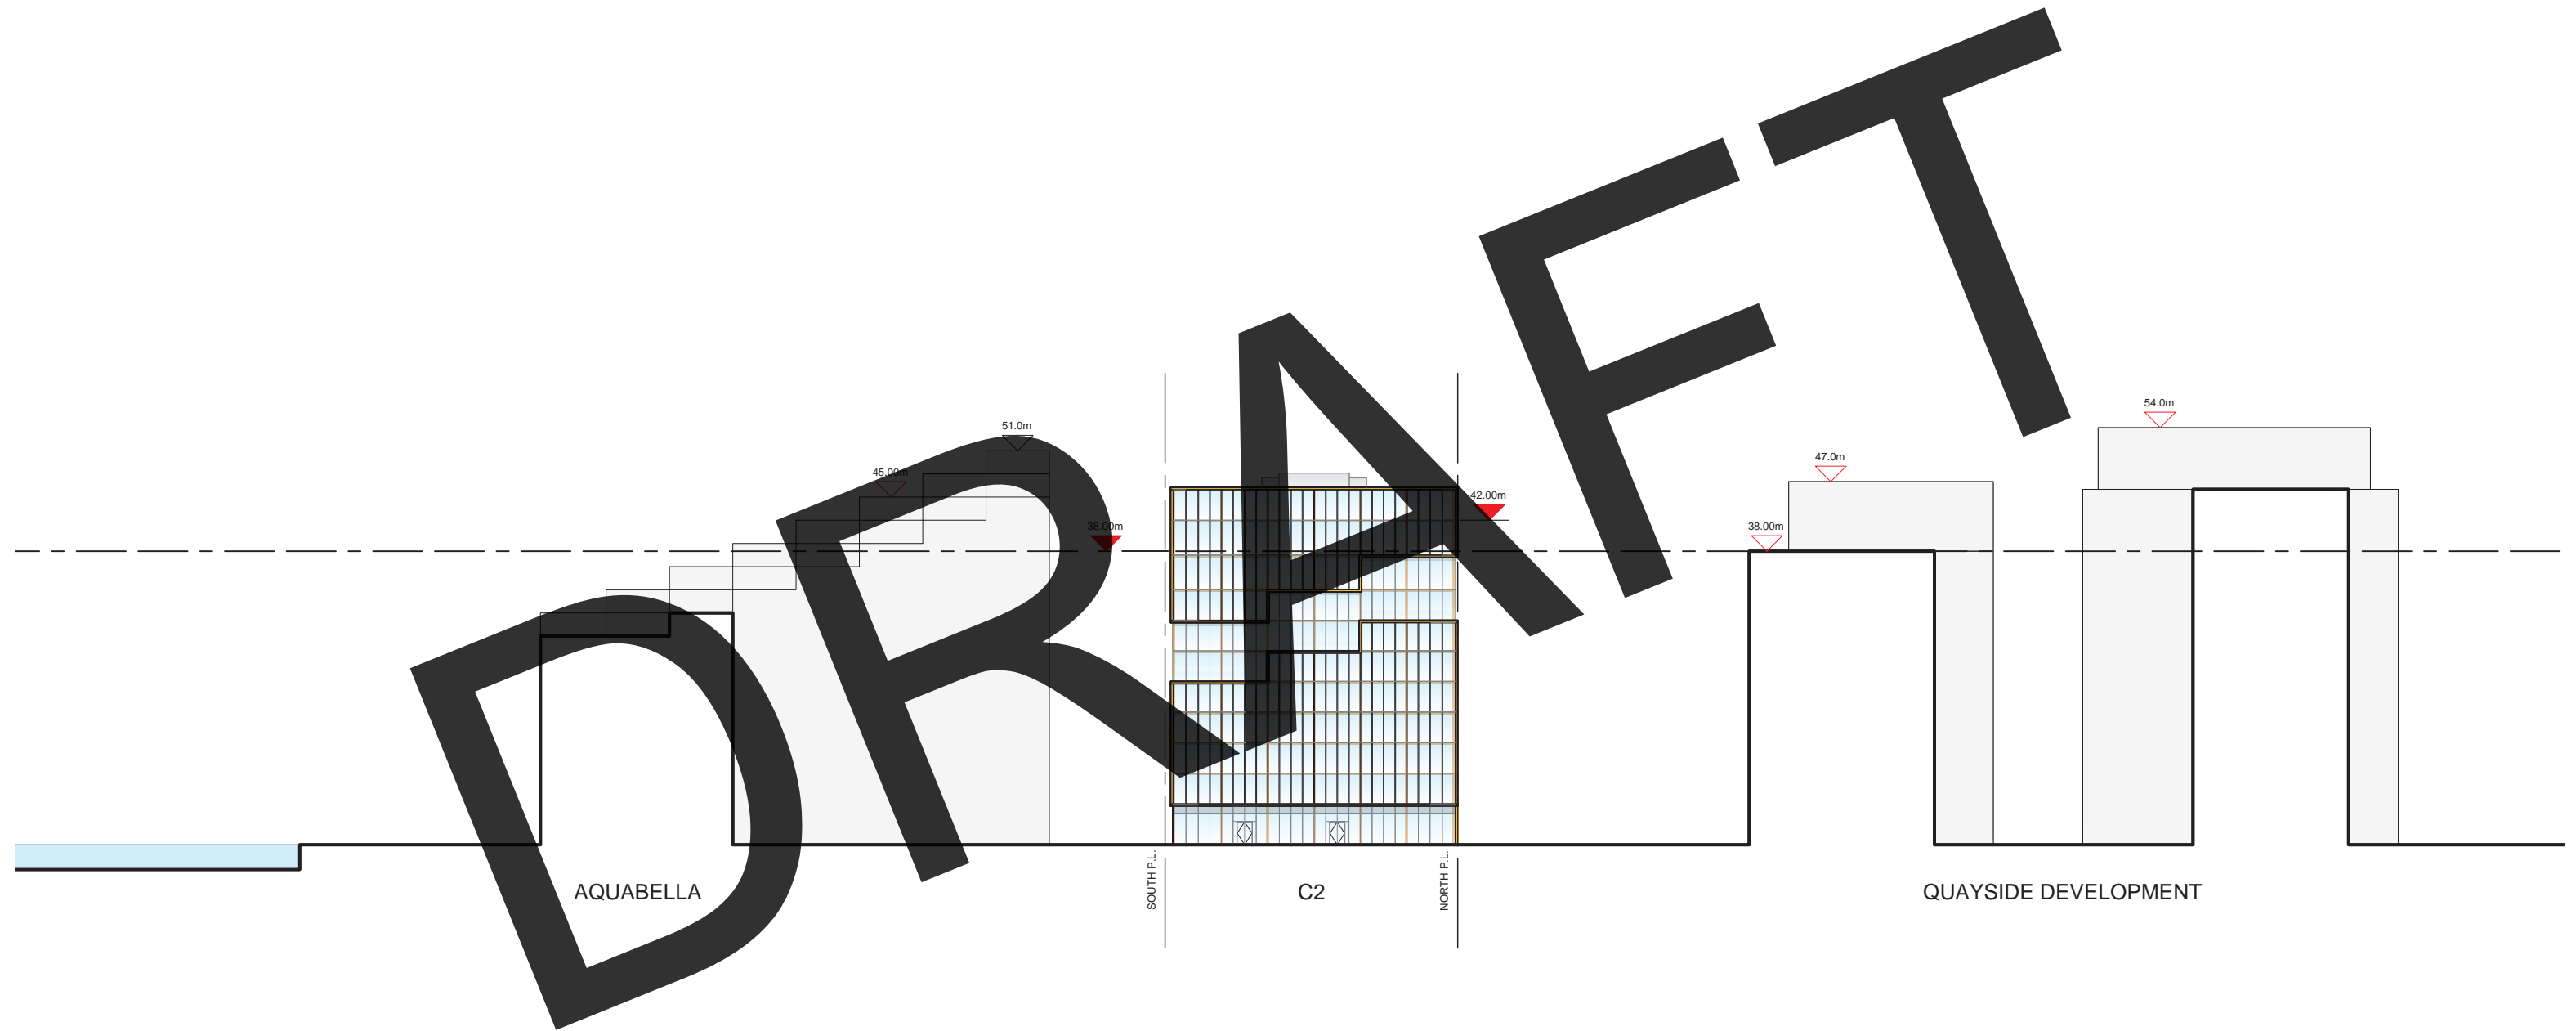 DRAFT
54.0m
51.0m
47.0m
45.00m
42.00m
38.00m
38.00m
SOUTH P.L.
NORTH P.L.
AQUABELLA
C2
QUAYSIDE DEVELOPMENT